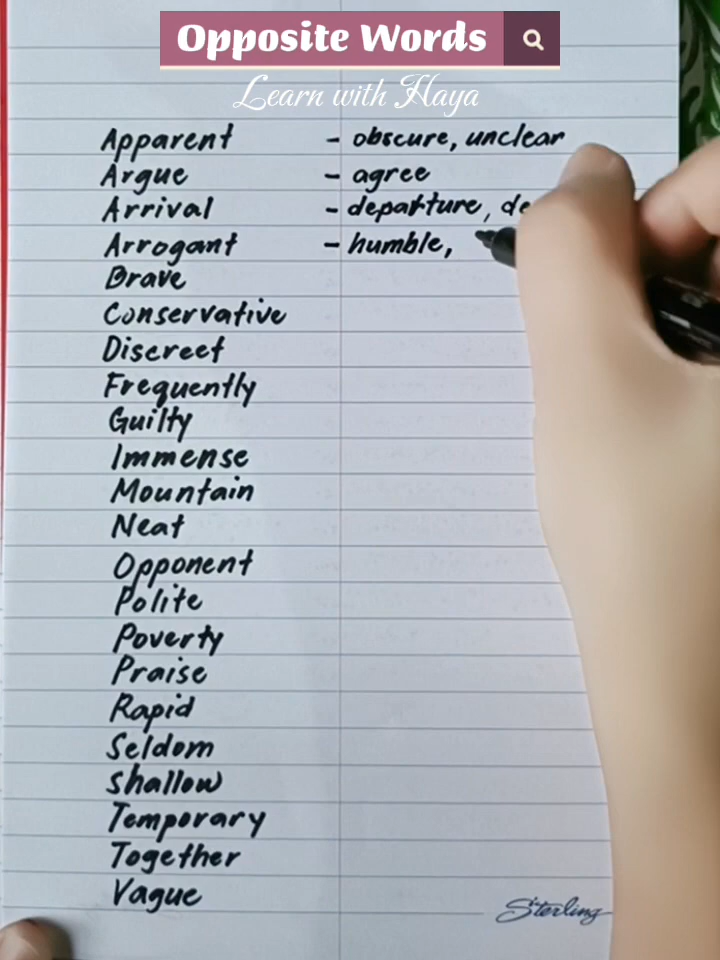 Opposite Words
Learn with Haya
Apparent - obscure, unclear
Argue - agree
Arrival - departure, de
Arrogant - humble,
Brave
Conservative
Discreet
Frequently
Guilty
Immense
Mountain
Neat
Opponent
Polite
Poverty
Praise
Rapid
Seldom
Shallow
Temporary
Together
Vague
Sterling